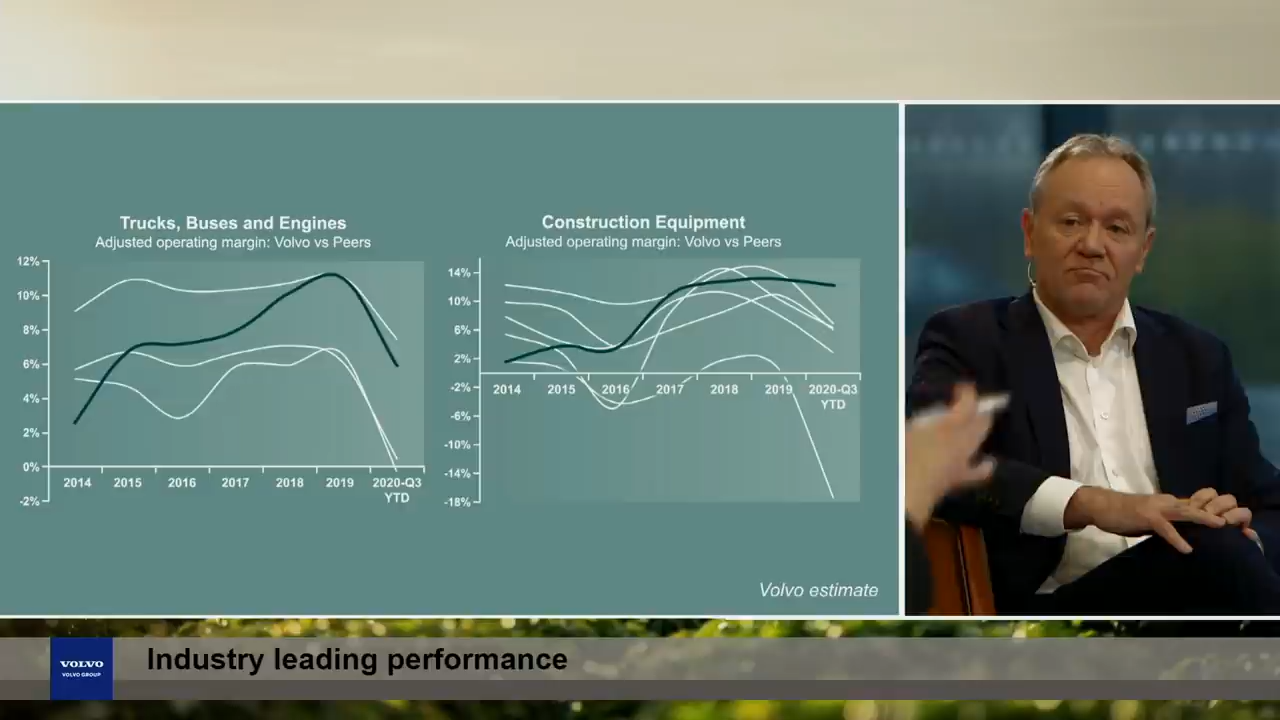 Trucks, Buses and Engines
Adjusted operating margin: Volvo vs Peers
12%
10%
8%
6%
4%
2%
0%
-2%
2014 2015 2016 2017 2018 2019 2020-Q3
YTD
Construction Equipment
Adjusted operating margin: Volvo vs Peers
14%
10%
6%
2%
-2%
-6%
-10%
-14%
-18%
2014 2015 2016 2017 2018 2019 2020-Q3
YTD
Volvo estimate
VOLVO
VOLVO GROUP
Industry leading performance